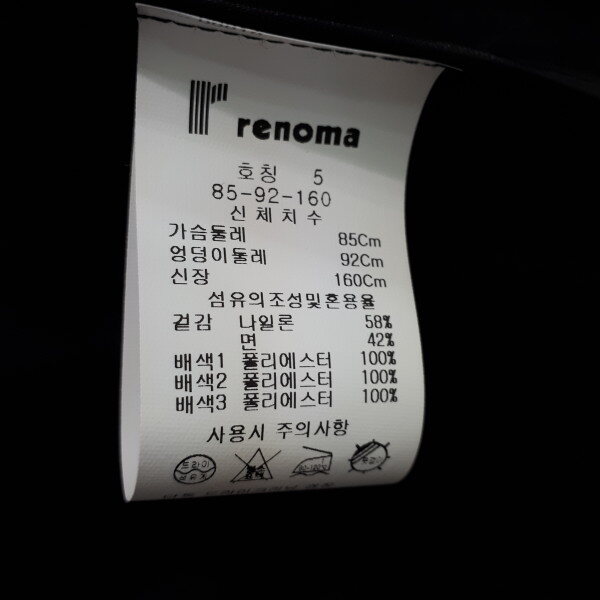 renoma
호칭 5
85-92-160
신체치수
가슴둘레 85Cm
엉덩이둘레 92Cm
신장 160Cm
섬유의조성및혼용율
겉감 나일론 58%
면 42%
배색1 폴리에스터 100%
배색2 폴리에스터 100%
배색3 폴리에스터 100%
사용시 주의사항
드라이